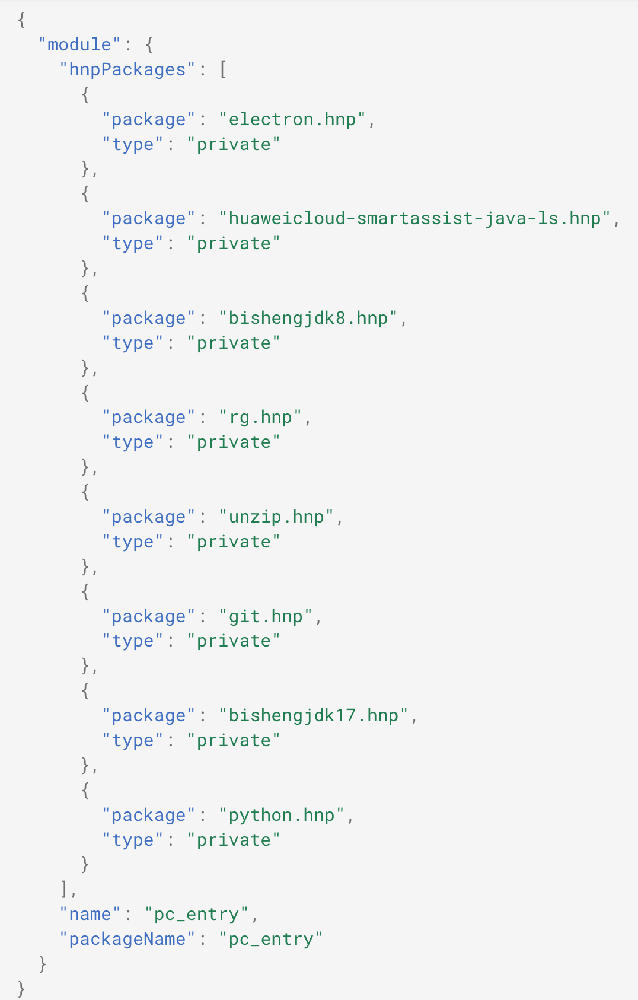 {
  "module": {
    "hnpPackages": [
      {
        "package": "electron.hnp",
        "type": "private"
      },
      {
        "package": "huaweicloud-smartassist-java-ls.hnp",
        "type": "private"
      },
      {
        "package": "bishengjdk8.hnp",
        "type": "private"
      },
      {
        "package": "rg.hnp",
        "type": "private"
      },
      {
        "package": "unzip.hnp",
        "type": "private"
      },
      {
        "package": "git.hnp",
        "type": "private"
      },
      {
        "package": "bishengjdk17.hnp",
        "type": "private"
      },
      {
        "package": "python.hnp",
        "type": "private"
      }
    ],
    "name": "pc_entry",
    "packageName": "pc_entry"
  }
}